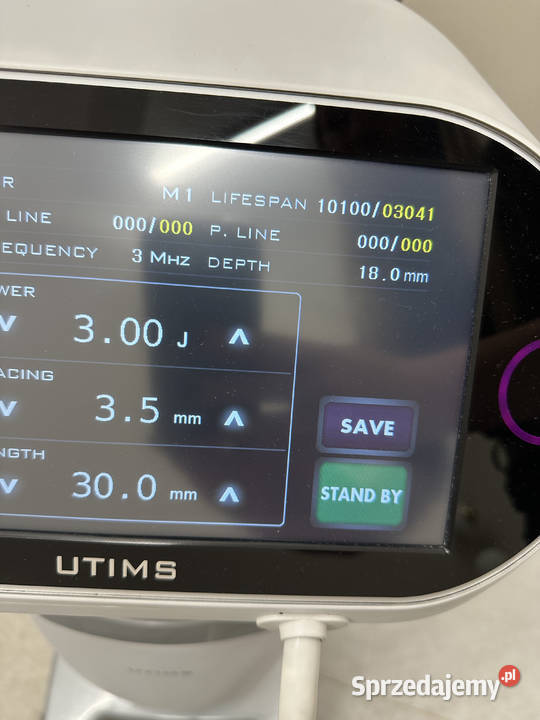 R M1 LIFESPAN 10100/03041
LINE 000/000 P. LINE 000/000
EQUENCY 3 Mhz DEPTH 18.0 mm
WER
V 3.00 J Λ
ACING
V 3.5 mm Λ
SAVE
NGTH
V 30.0 mm Λ
STAND BY
UTIMS
Sprzedajemy.pl